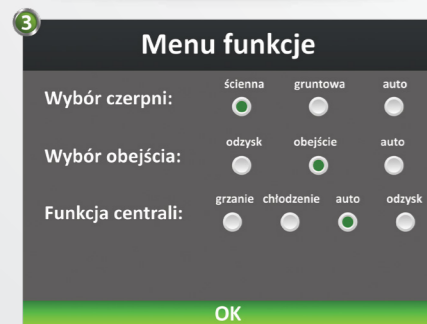 3
Menu funkcje
ścienna gruntowa auto
Wybór czerpni:
odzysk obejście auto
Wybór obejścia:
grzanie chłodzenie auto odzysk
Funkcja centrali:
OK